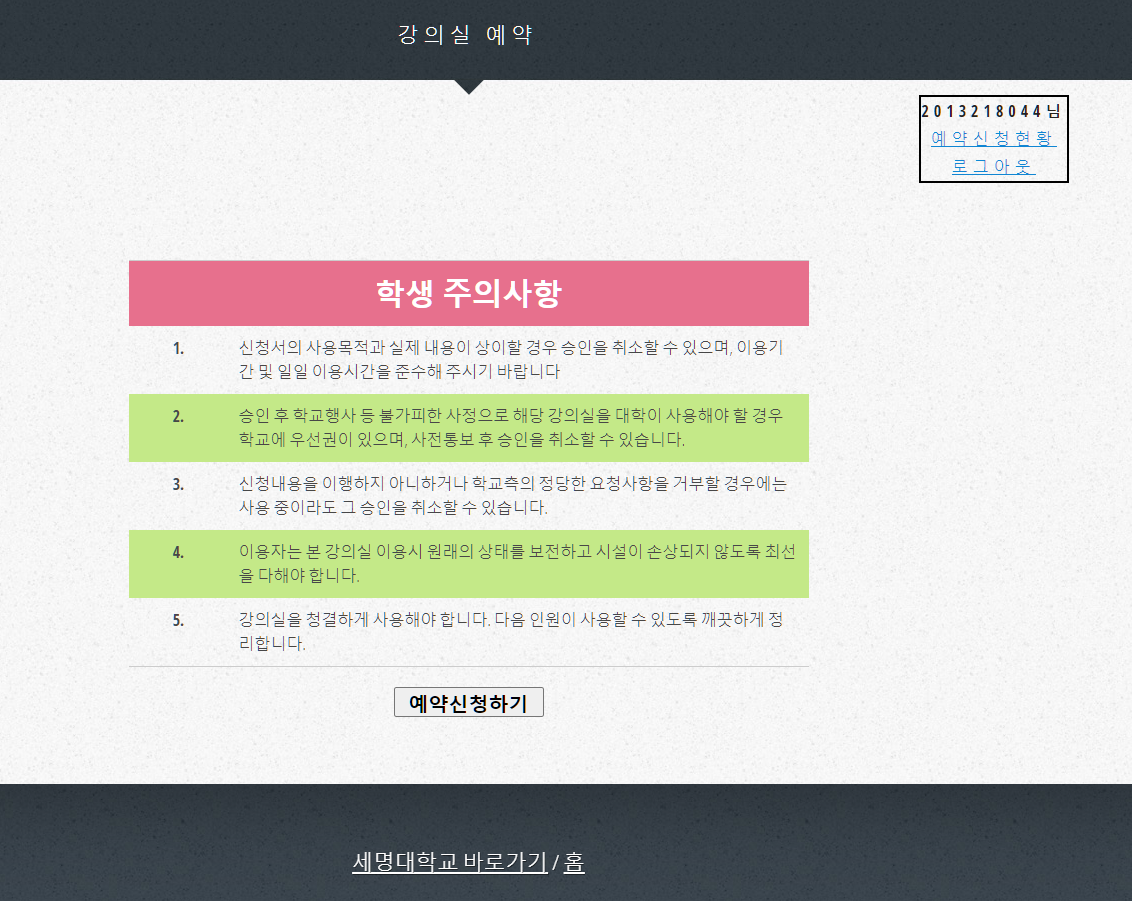 강의실 예약
2013218044님
예약신청현황
로그아웃
학생 주의사항
1. 신청서의 사용목적과 실제 내용이 상이할 경우 승인을 취소할 수 있으며, 이용기
간 및 일일 이용시간을 준수해 주시기 바랍니다
2. 승인 후 학교행사 등 불가피한 사정으로 해당 강의실을 대학이 사용해야 할 경우
학교에 우선권이 있으며, 사전통보 후 승인을 취소할 수 있습니다.
3. 신청내용을 이행하지 아니하거나 학교측의 정당한 요청사항을 거부할 경우에는
사용 중이라도 그 승인을 취소할 수 있습니다.
4. 이용자는 본 강의실 이용시 원래의 상태를 보전하고 시설이 손상되지 않도록 최선
을 다해야 합니다.
5. 강의실을 청결하게 사용해야 합니다. 다음 인원이 사용할 수 있도록 깨끗하게 정
리합니다.
예약신청하기
세명대학교 바로가기 / 홈